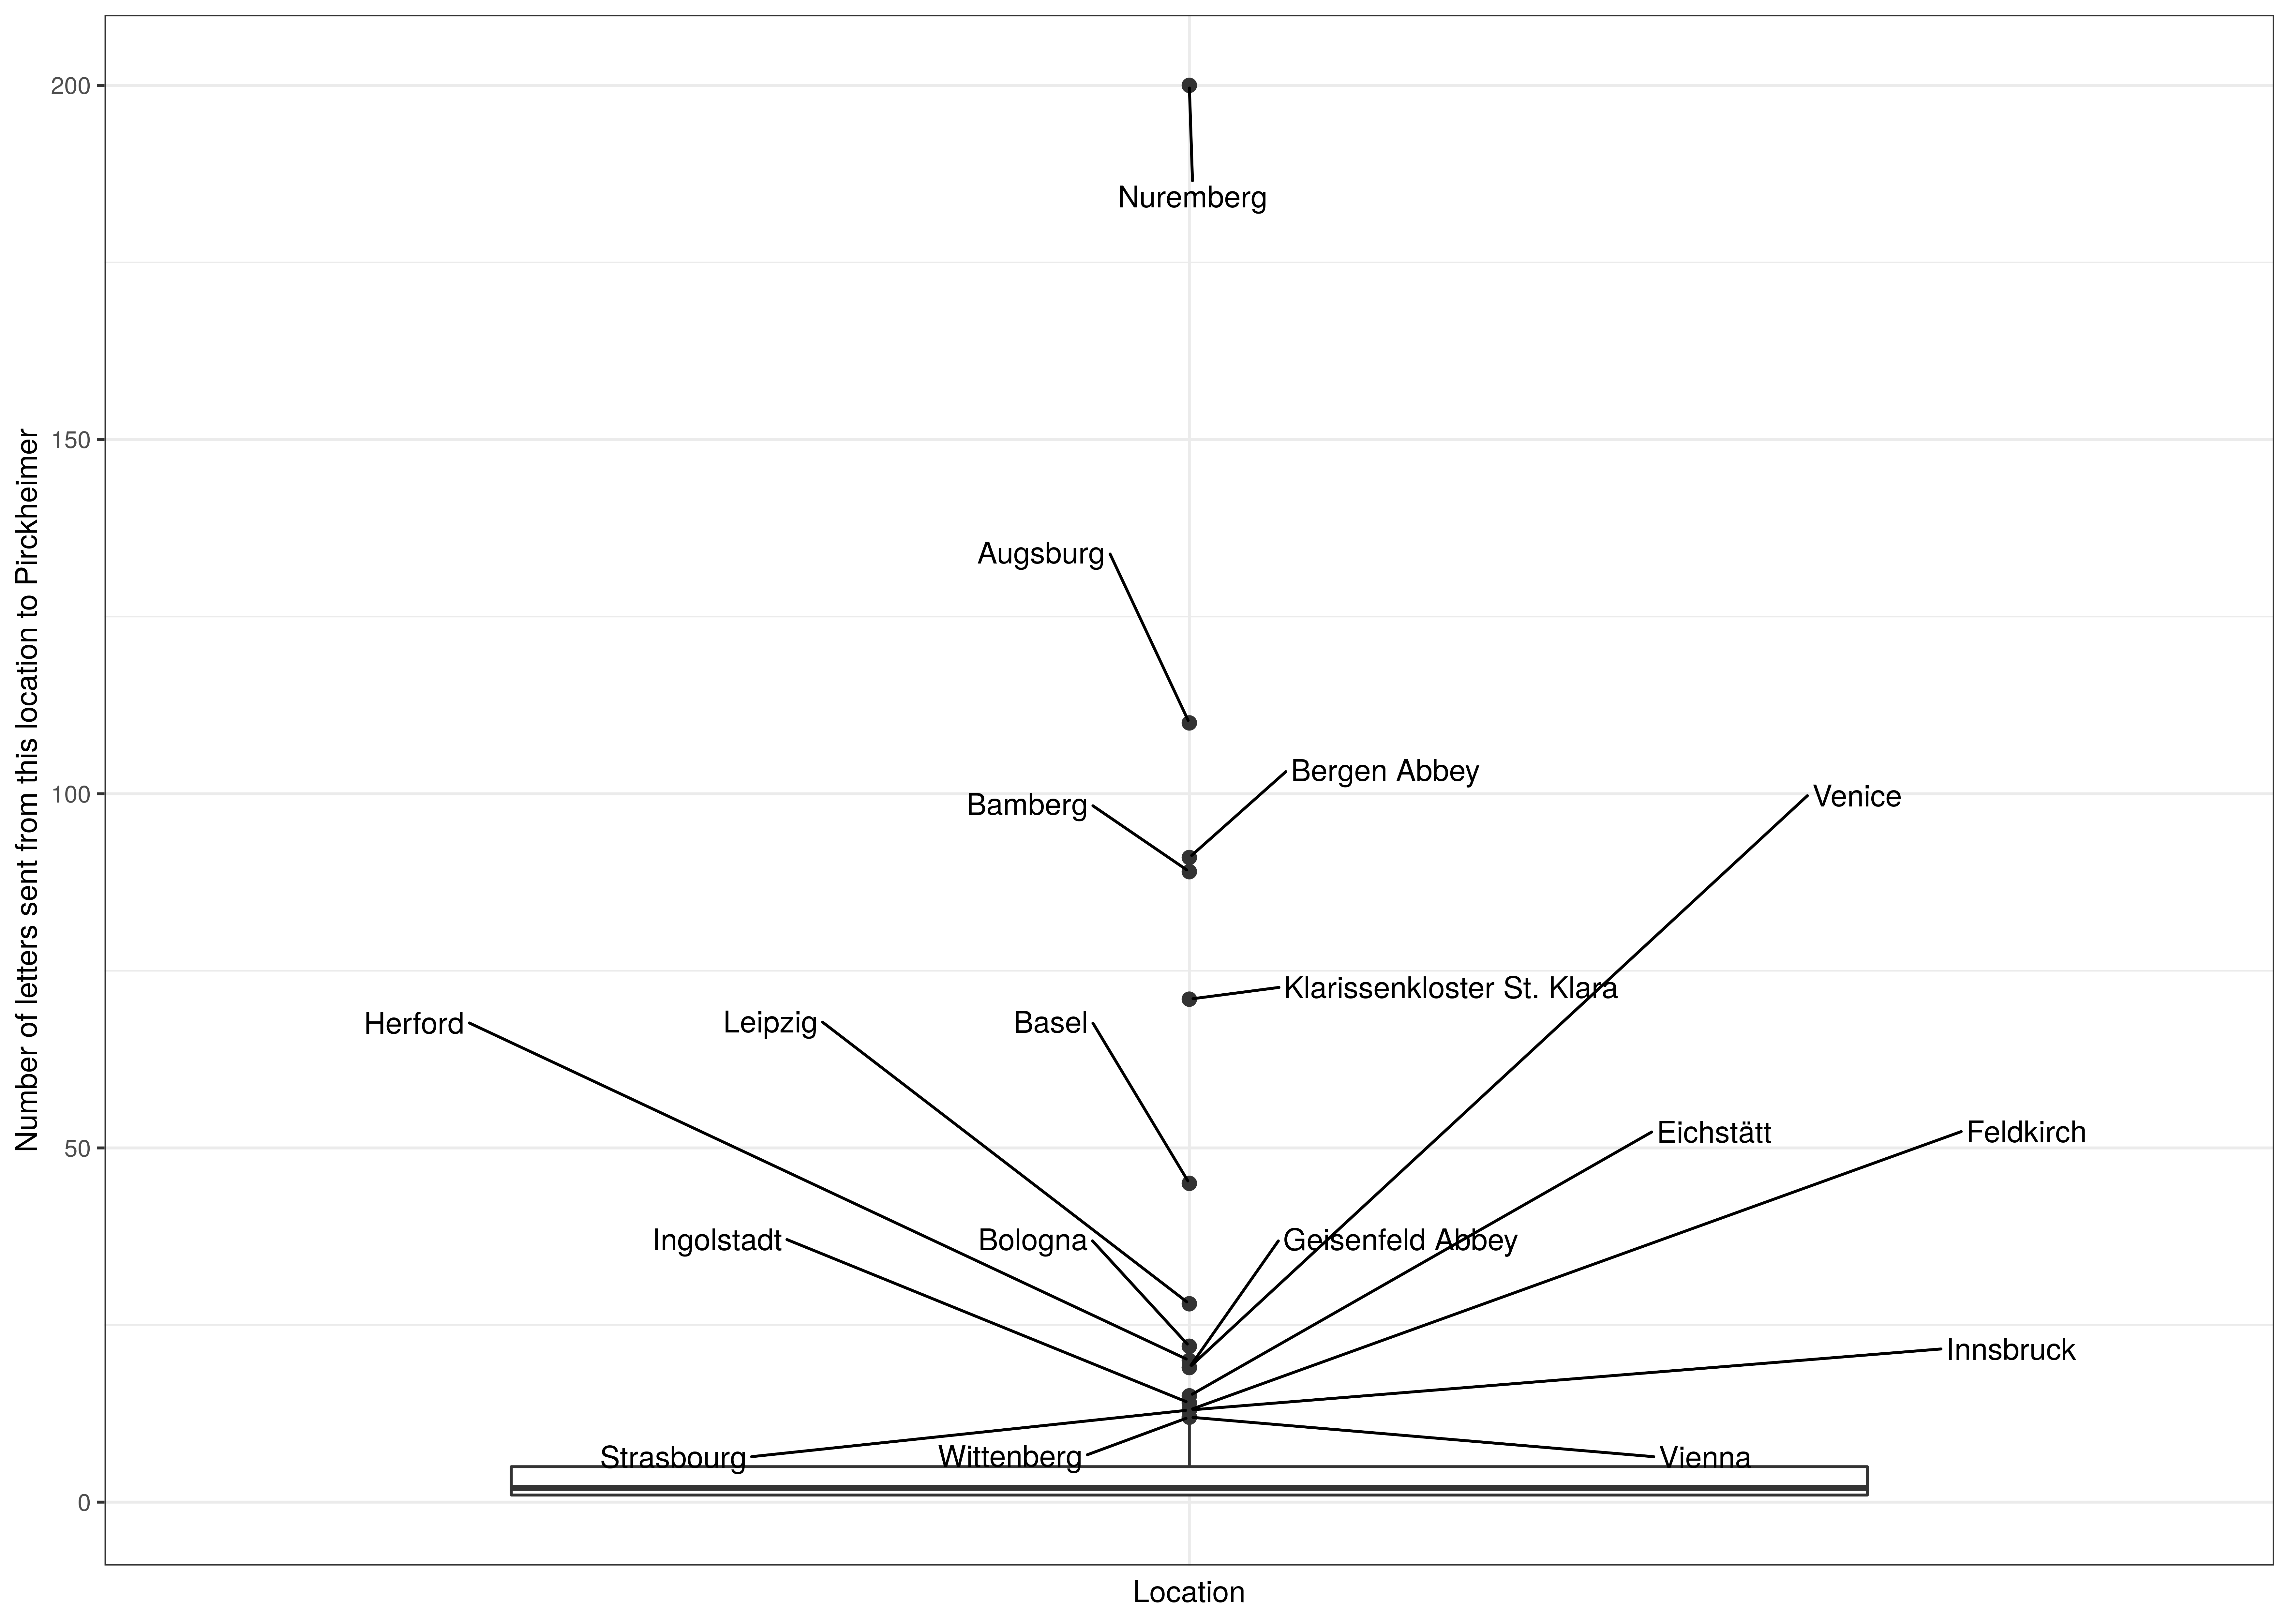 Number of letters sent from this location to Pirckheimer
200
150
100
50
0
Nuremberg
Augsburg
Bergen Abbey
Bamberg
Venice
Klarissenkloster St. Klara
Herford
Leipzig
Basel
Eichstätt
Feldkirch
Ingolstadt
Bologna
Geisenfeld Abbey
Innsbruck
Strasbourg
Wittenberg
Vienna
Location